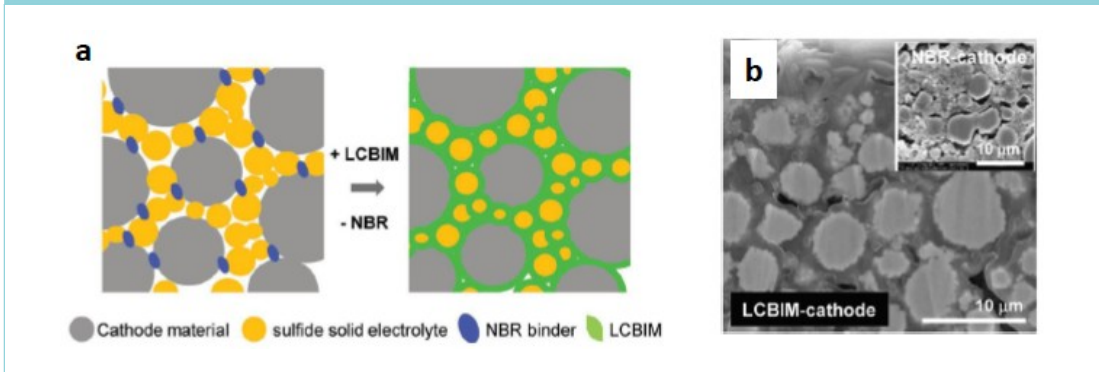 a
+ LCBIM
- NBR
Cathode material sulfide solid electrolyte NBR binder LCBIM
b
NBR-cathode
10 μm
LCBIM-cathode
10 μm